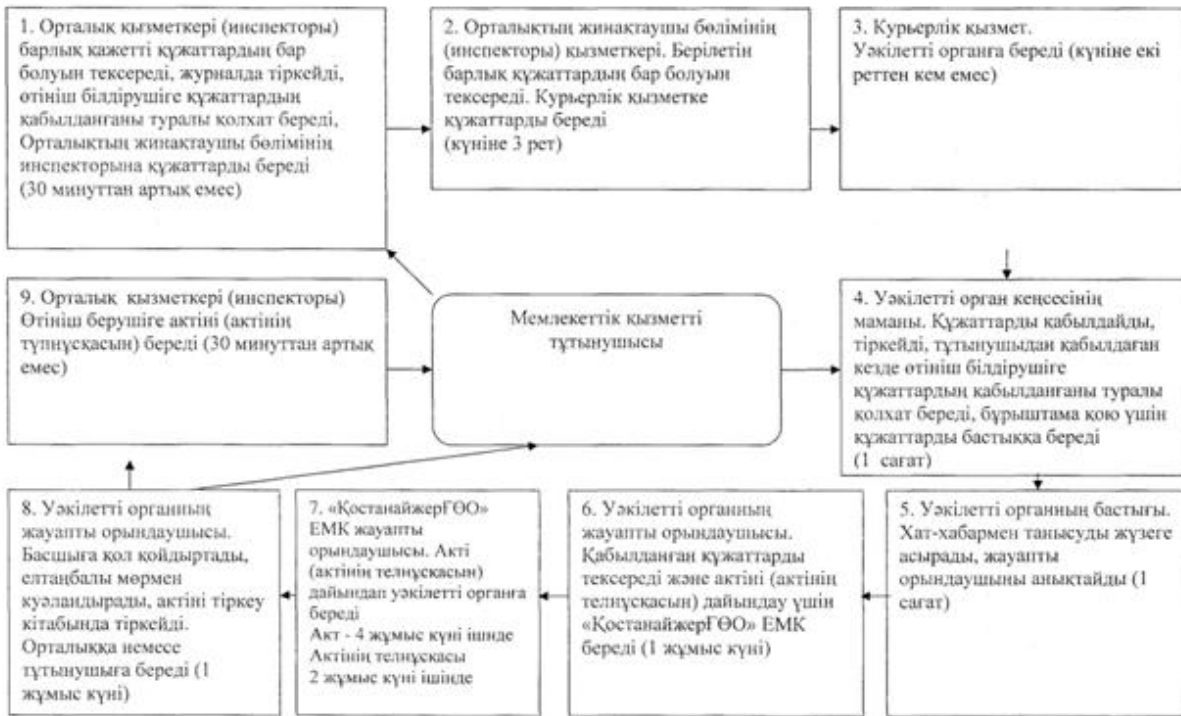 1. Орталық қызметкері (инспекторы)
барлық қажетті құжаттардың бар
болуын тексереді, журналда тіркейді,
өтініш білдірушіге құжаттардың
қабылданғаны туралы қолхат береді,
Орталықтың жинақтаушы бөлімінің
инспекторына құжаттарды береді
(30 минуттан артық емес)
2. Орталықтың жинақтаушы бөлімінің
(инспекторы) қызметкері. Берілетін
барлық құжаттардың бар болуын
тексереді. Курьерлік қызметке
құжаттарды береді
(күніне 3 рет)
3. Курьерлік қызмет.
Уәкілетті органға береді (күніне екі
реттен кем емес)
9. Орталық қызметкері (инспекторы)
Өтініш берушіге актіні (актінің
түпнұсқасын) береді (30 минуттан артық
емес)
Мемлекеттік қызметті
тұтынушысы
4. Уәкілетті орган кеңсесінің
маманы. Құжаттарды қабылдайды,
тіркейді, тұтынушыдан қабылдаған
кезде өтініш білдірушіге
құжаттардың қабылданғаны туралы
қолхат береді, бұрыштама қою үшін
құжаттарды бастыққа береді
(1 сағат)
8. Уәкілетті органның
жауапты орындаушысы.
Басшыға қол қойдыртады,
елтаңбалы мөрмен
куәландырады, актіні тіркеу
кітабында тіркейді.
Орталыққа немесе
тұтынушыға береді (1
жұмыс күні)
7. «ҚостанайжерҒӨО»
ЕМК жауапты
орындаушысы. Акті
(актінің телнұсқасын)
дайындап уәкілетті органға
береді
Акт - 4 жұмыс күні ішнде
Актінің телнұсқасы
2 жұмыс күні ішінде
6. Уәкілетті органның
жауапты орындаушысы.
Қабылданған құжаттарды
тексереді және актіні (актінің
телнұсқасын) дайындау үшін
«ҚостанайжерҒӨО» ЕМК
береді (1 жұмыс күні)
5. Уәкілетті органның бастығы.
Хат-хабармен танысуды жүзеге
асырады, жауапты
орындаушыны анықтайды (1
сағат)